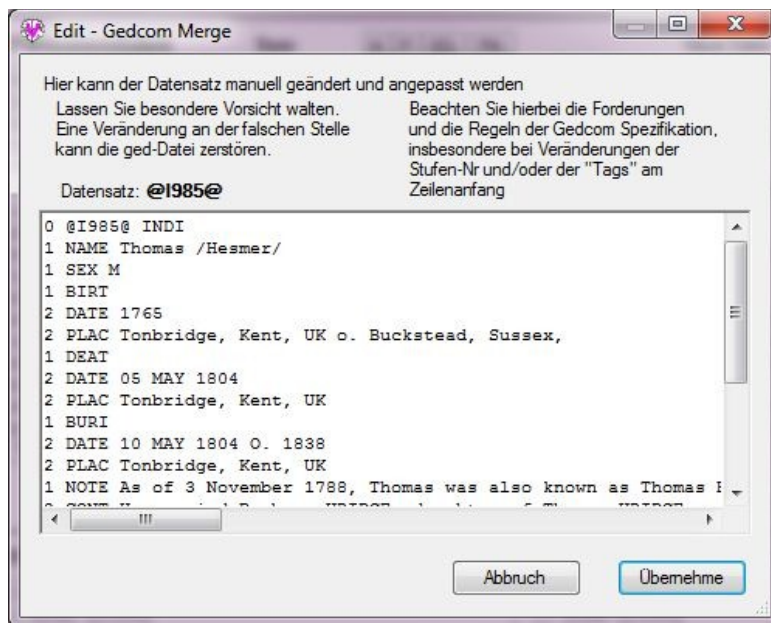 Edit - Gedcom Merge
Hier kann der Datensatz manuell geändert und angepasst werden
Lassen Sie besondere Vorsicht walten.
Eine Veränderung an der falschen Stelle
kann die ged-Datei zerstören.
Beachten Sie hierbei die Forderungen
und die Regeln der Gedcom Spezifikation,
insbesondere bei Veränderungen der
Stufen-Nr und/oder der "Tags" am
Zeilenanfang
Datensatz: @I985@
0 @I985@ INDI
1 NAME Thomas /Hesmer/
1 SEX M
1 BIRT
2 DATE 1765
2 PLAC Tonbridge, Kent, UK o. Buckstead, Sussex,
1 DEAT
2 DATE 05 MAY 1804
2 PLAC Tonbridge, Kent, UK
1 BURI
2 DATE 10 MAY 1804 O. 1838
2 PLAC Tonbridge, Kent, UK
1 NOTE As of 3 November 1788, Thomas was also known as Thomas
Abbruch
Übernehme